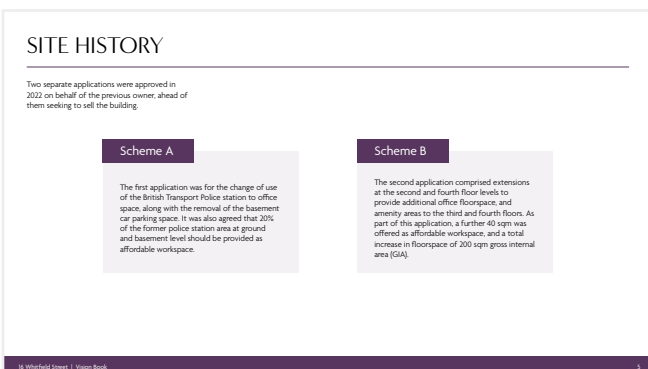 SITE HISTORY
Two separate applications were approved in
2022 on behalf of the previous owner, ahead of
them seeking to sell the building.
Scheme A
The first application was for the change of use
of the British Transport Police station to office
space, along with the removal of the basement
car parking space. It was also agreed that 20%
of the former police station area at ground
and basement level should be provided as
affordable workspace.
Scheme B
The second application comprised extensions
at the second and fourth floor levels to
provide additional office floorspace, and
amenity areas to the third and fourth floors. As
part of this application, a further 40 sqm was
offered as affordable workspace, and a total
increase in floorspace of 200 sqm gross internal
area (GIA).
16 Whitfield Street | Vision Book
5